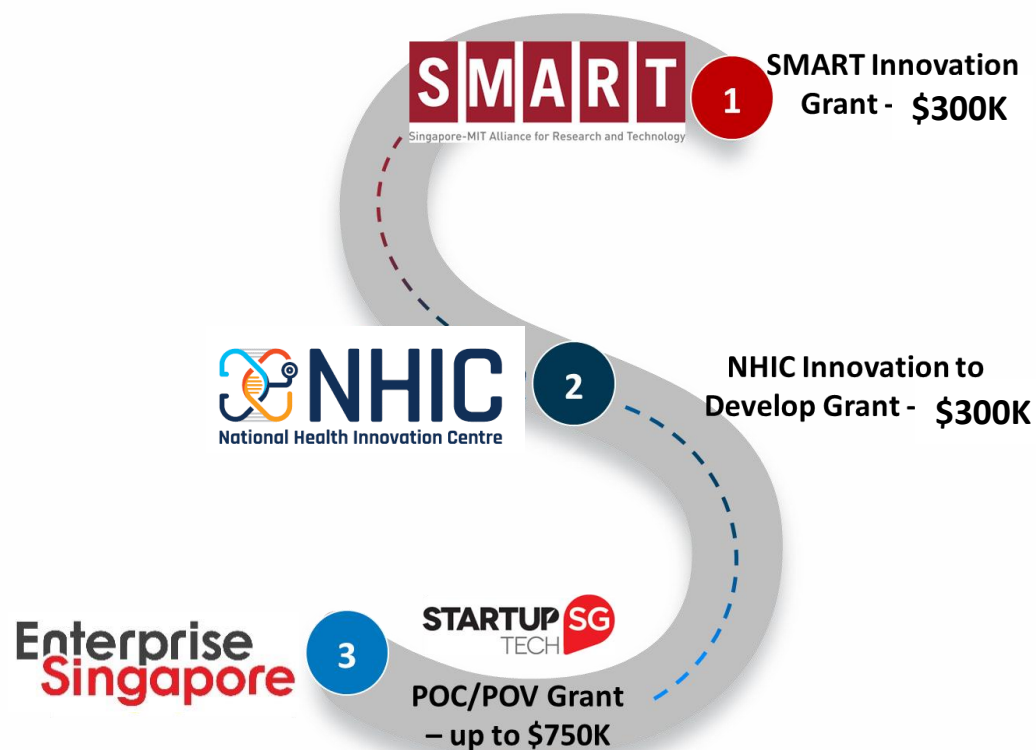 SMART
Singapore-MIT Alliance for Research and Technology
1
SMART Innovation
Grant - $300K
NHIC
National Health Innovation Centre
2
NHIC Innovation to
Develop Grant - $300K
Enterprise
Singapore
3
STARTUP SG
TECH
POC/POV Grant
– up to $750K